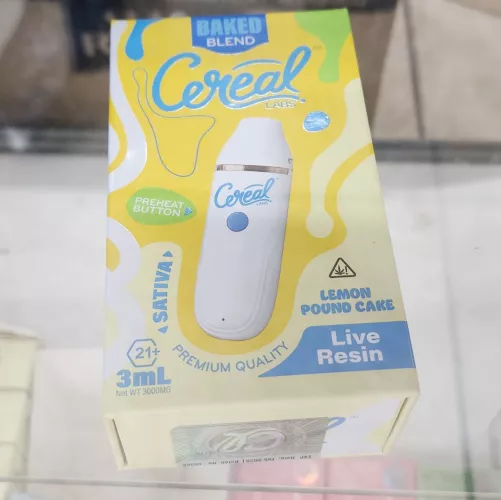 BAKED
BLEND
Cereal
LABS
Cereal
LABS
PREHEAT
BUTTON
SATIVA
LEMON
POUND CAKE
21+
3mL
Net WT 3000MG
PREMIUM QUALITY
Live
Resin